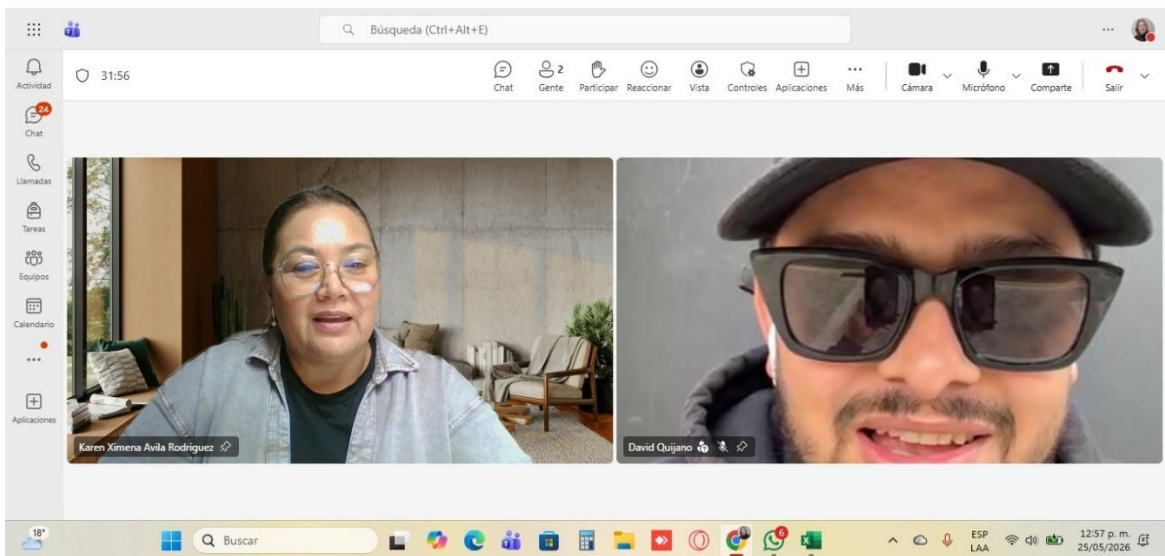 Búsqueda (Ctrl+Alt+E)
Actividad
24
Chat
Llamadas
Tareas
Equipos
Calendario
Aplicaciones
31:56
Chat
2
Gente
Participar
Reaccionar
Vista
Controles
Aplicaciones
Más
Cámara
Micrófono
Comparte
Salir
Karen Ximena Avila Rodriguez
David Quijano
18°
Buscar
6
ESP
LAA
12:57 p. m.
25/05/2026